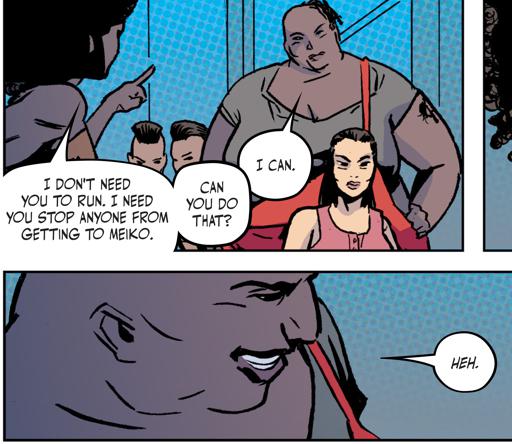 I DON'T NEED
YOU TO RUN. I NEED
YOU STOP ANYONE FROM
GETTING TO MEIKO.
CAN
YOU DO
THAT?
I CAN.
HEH.